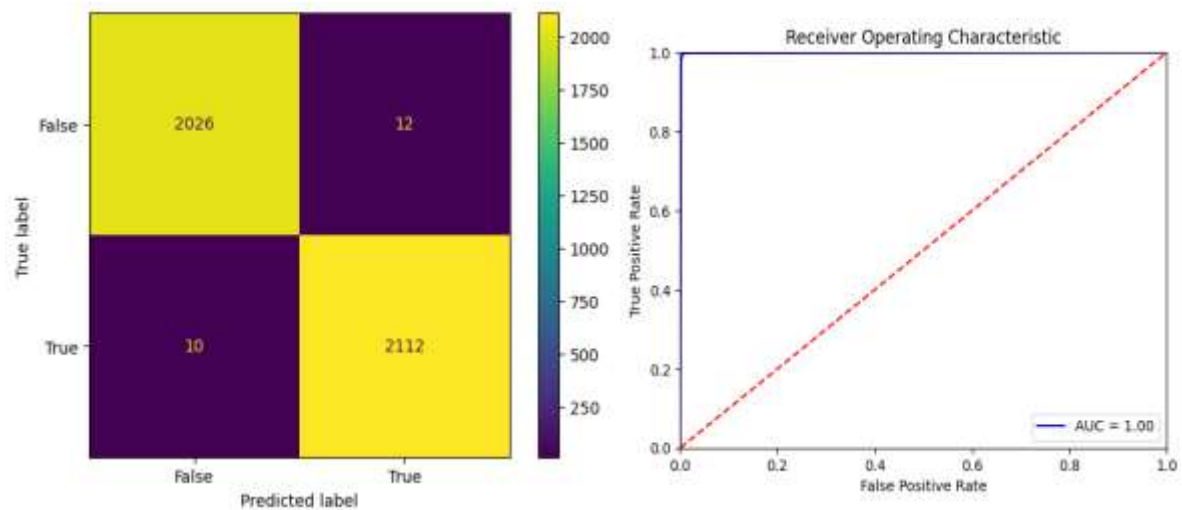 False
2026
12
True
10
2112
True label
False
True
Predicted label
2000
1750
1500
1250
1000
750
500
250
Receiver Operating Characteristic
1.0
0.8
0.6
0.4
0.2
0.0
True Positive Rate
0.0
0.2
0.4
0.6
0.8
1.0
False Positive Rate
AUC = 1.00